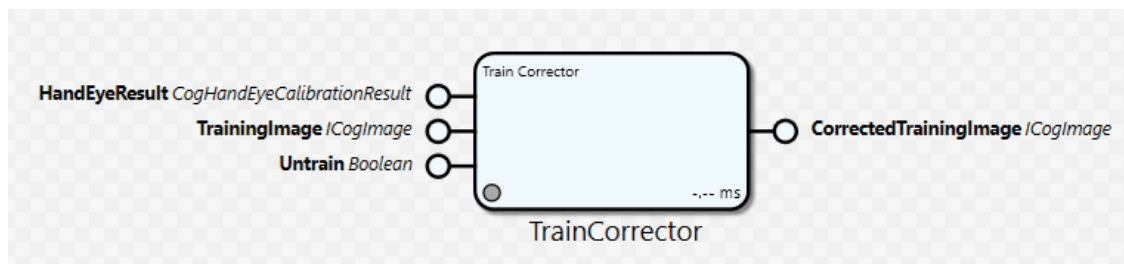 Train Corrector
HandEyeResult CogHandEyeCalibrationResult
TrainingImage ICogImage
Untrain Boolean
CorrectedTrainingImage ICogImage
-.-- ms
TrainCorrector